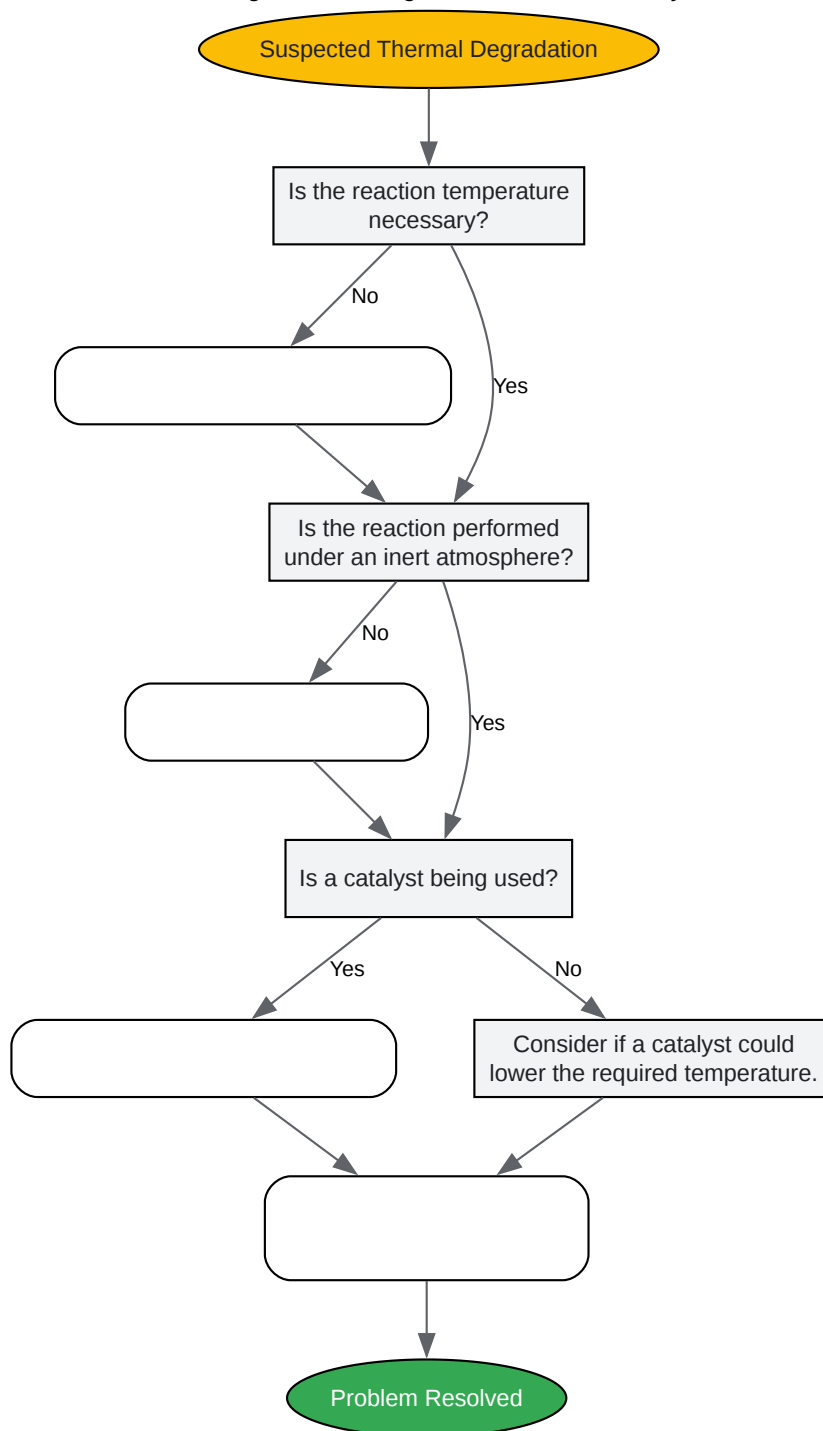 Suspected Thermal Degradation
Is the reaction temperature
necessary?
No
Yes
Is the reaction performed
under an inert atmosphere?
No
Yes
Is a catalyst being used?
Yes
No
Consider if a catalyst could
lower the required temperature.
Problem Resolved